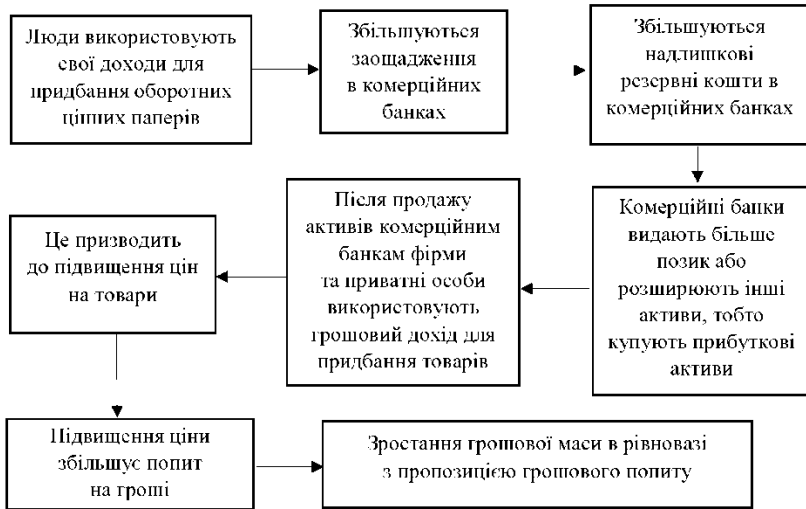 Люди використовують
свої доходи для
придбання оборотних
цінних паперів
Збільшуються
заощадження
в комерційних
банках
Збільшуються
надлишкові
резервні кошти в
комерційних банках
Комерційні банки
видають більше
позик або
розширюють інші
активи, тобто
купують прибуткові
активи
Після продажу
активів комерційним
банкам фірми
та приватні особи
використовують
грошовий дохід для
придбання товарів
Це призводить
до підвищення цін
на товари
Підвищення ціни
збільшує попит
на гроші
Зростання грошової маси в рівновазі
з пропозицією грошового попиту